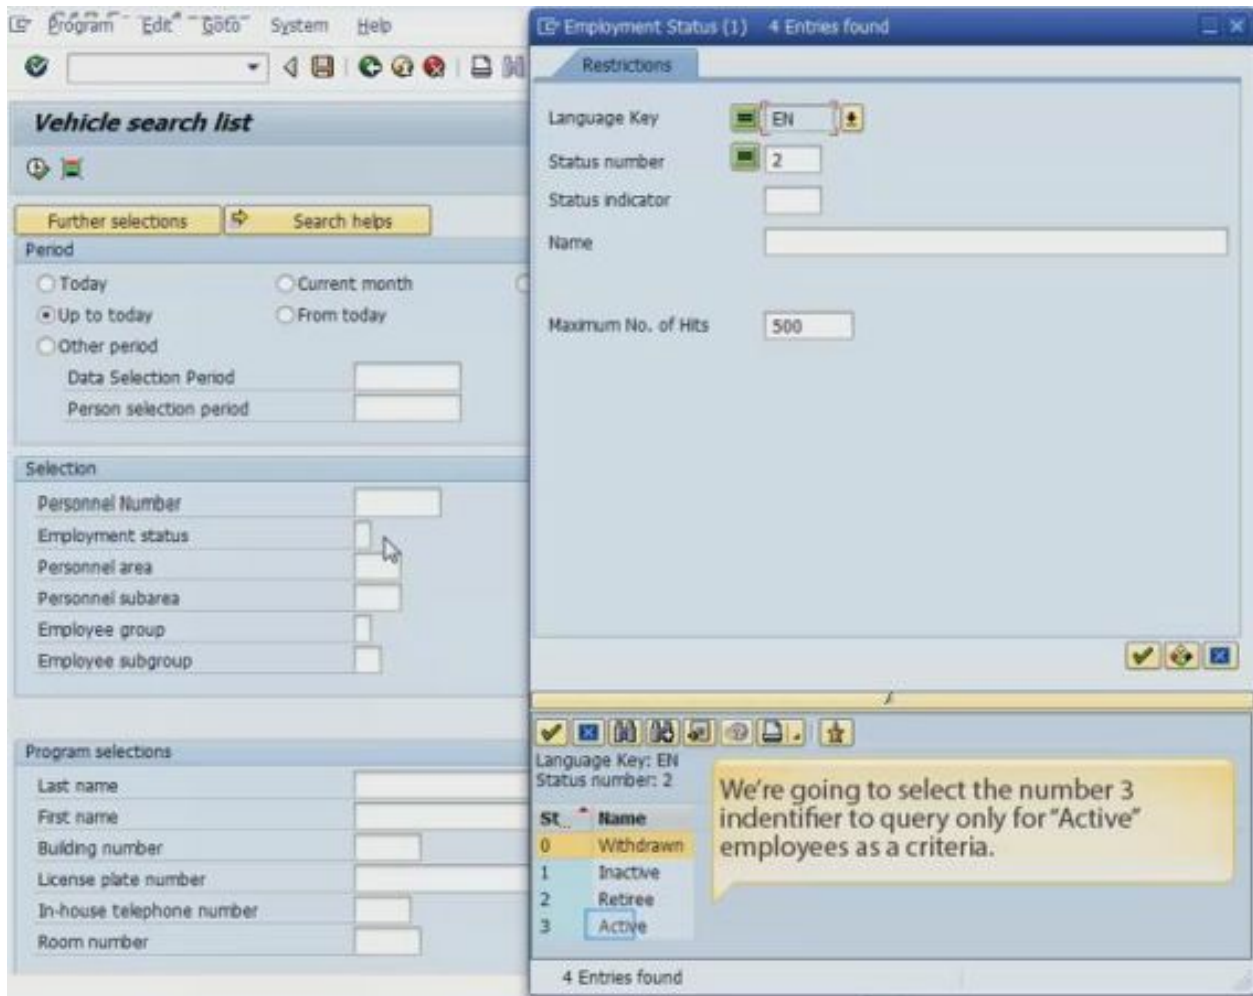 Program Edit Goto System Help
Vehicle search list
Further selections Search helps
Period
Today Current month
Up to today From today
Other period
Data Selection Period
Person selection period
Selection
Personnel Number
Employment status
Personnel area
Personnel subarea
Employee group
Employee subgroup
Program selections
Last name
First name
Building number
License plate number
In-house telephone number
Room number
Employment Status (1) 4 Entries found
Restrictions
Language Key EN
Status number 2
Status indicator
Name
Maximum No. of Hits 500
Language Key: EN
Status number: 2
St.. Name
0 Withdrawn
1 Inactive
2 Retiree
3 Active
We're going to select the number 3
indentifier to query only for "Active"
employees as a criteria.
4 Entries found